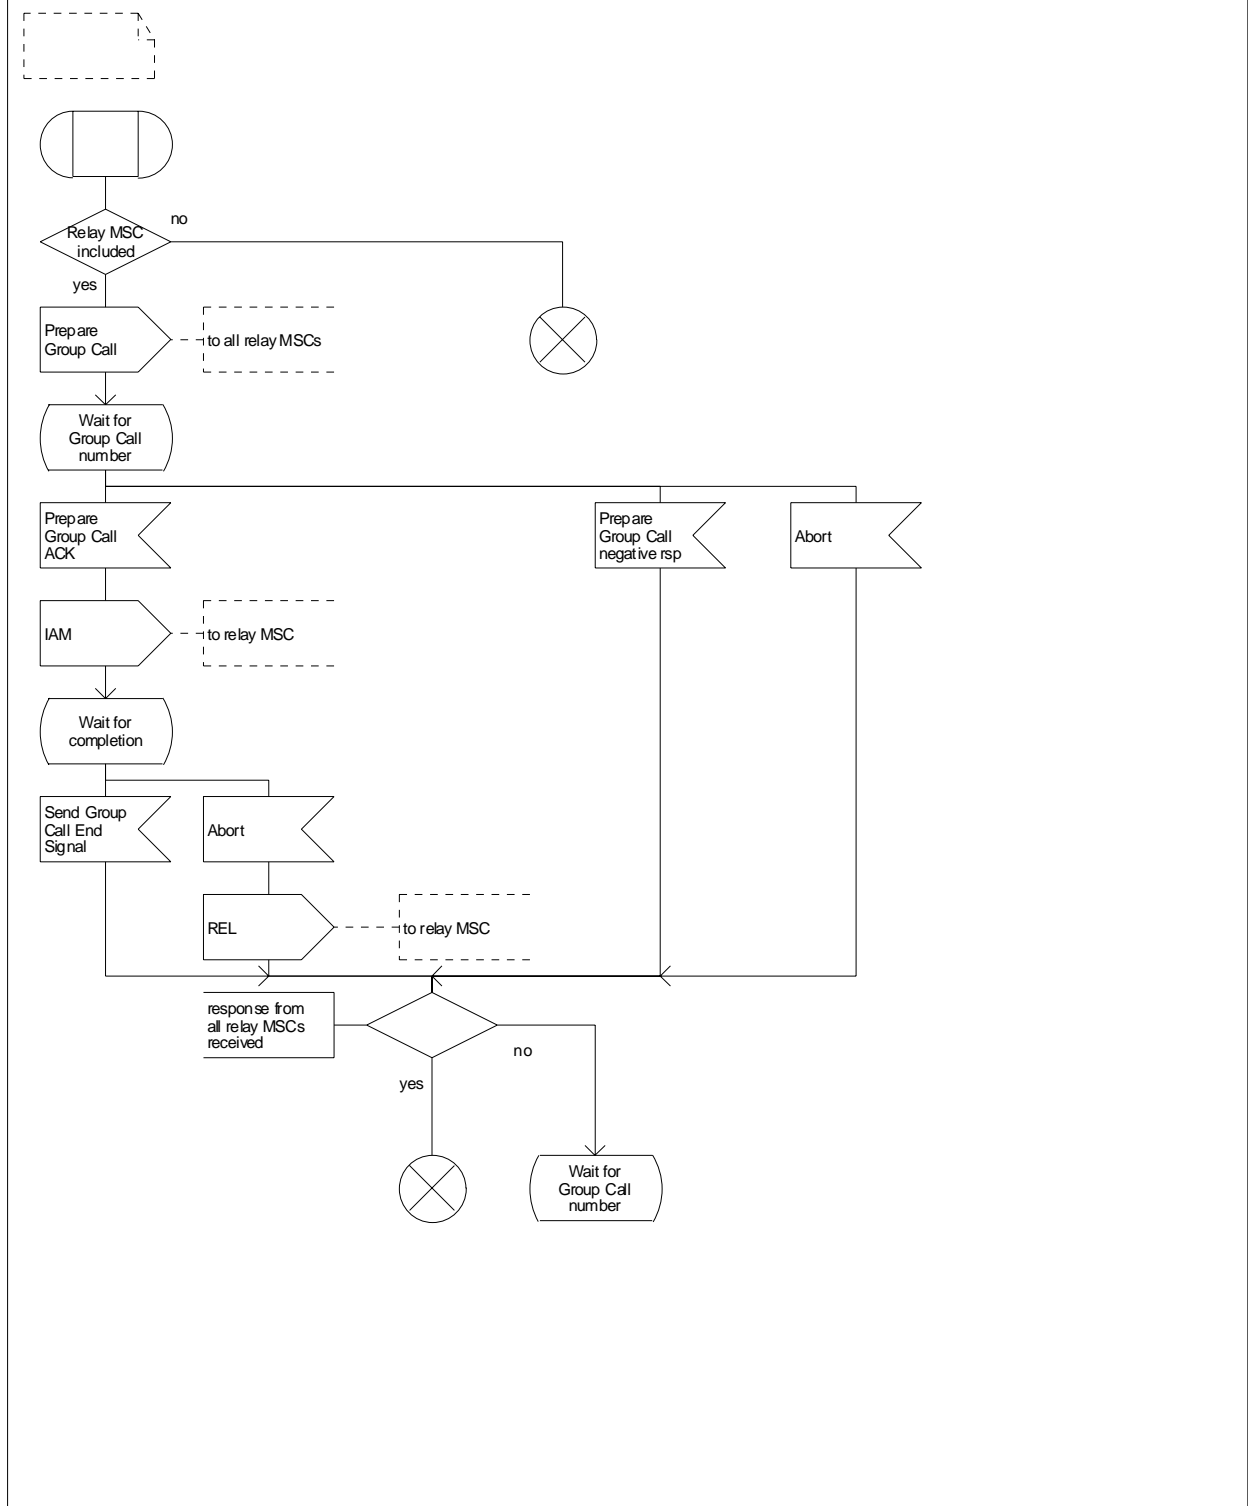 no
Relay MSC
included
yes
Prepare
Group Call
to all relay MSCs
Wait for
Group Call
number
Prepare
Group Call
ACK
Prepare
Group Call
negative rsp
Abort
IAM
to relay MSC
Wait for
completion
Send Group
Call End
Signal
Abort
REL
to relay MSC
response from
all relay MSCs
received
no
yes
Wait for
Group Call
number